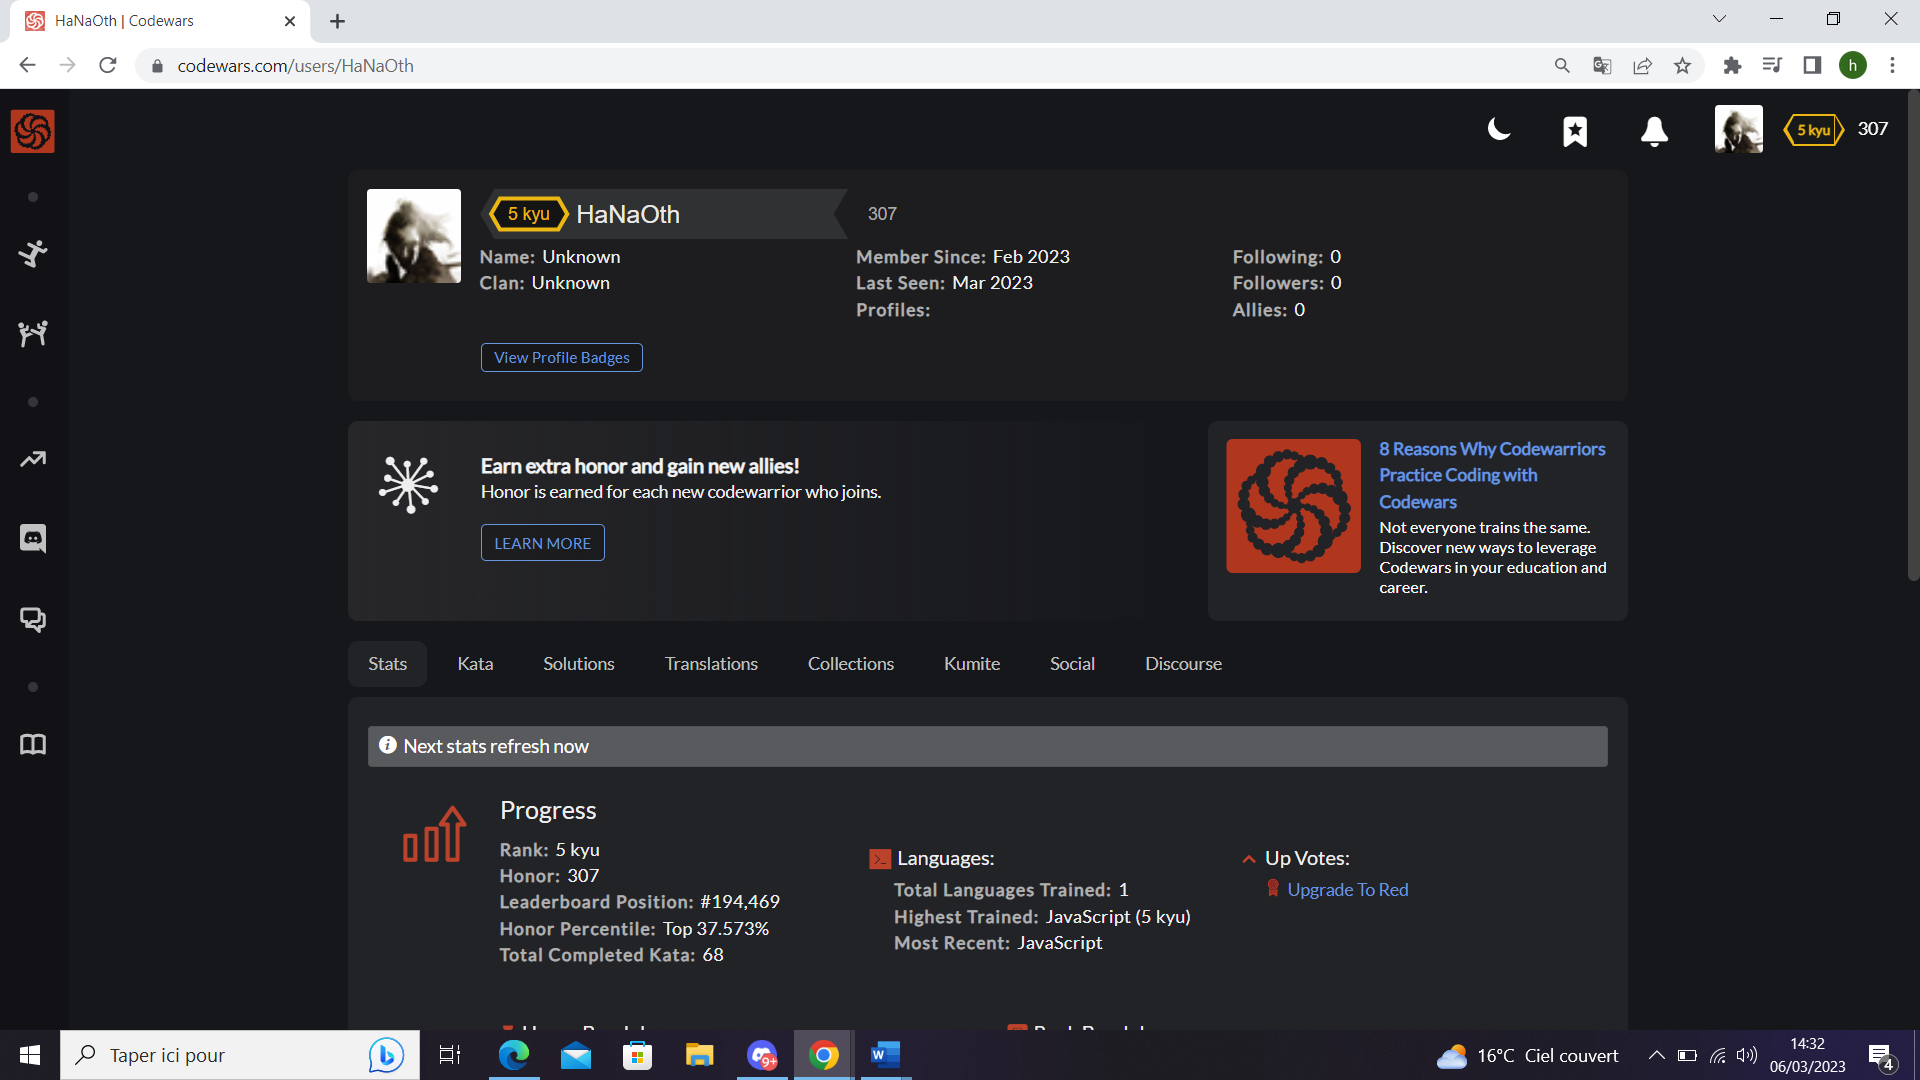 HaNaOth | Codewars
codewars.com/users/HaNaOth
h
5 kyu 307
5 kyu HaNaOth 307
Name: Unknown
Clan: Unknown
Member Since: Feb 2023
Last Seen: Mar 2023
Profiles:
Following: 0
Followers: 0
Allies: 0
View Profile Badges
Earn extra honor and gain new allies!
Honor is earned for each new codewarrior who joins.
LEARN MORE
8 Reasons Why Codewarriors
Practice Coding with
Codewars
Not everyone trains the same.
Discover new ways to leverage
Codewars in your education and
career.
Stats Kata Solutions Translations Collections Kumite Social Discourse
Next stats refresh now
Progress
Rank: 5 kyu
Honor: 307
Leaderboard Position: #194,469
Honor Percentile: Top 37.573%
Total Completed Kata: 68
Languages:
Total Languages Trained: 1
Highest Trained: JavaScript (5 kyu)
Most Recent: JavaScript
Up Votes:
Upgrade To Red
Taper ici pour
9+
W
16°C Ciel couvert
14:32
06/03/2023
4